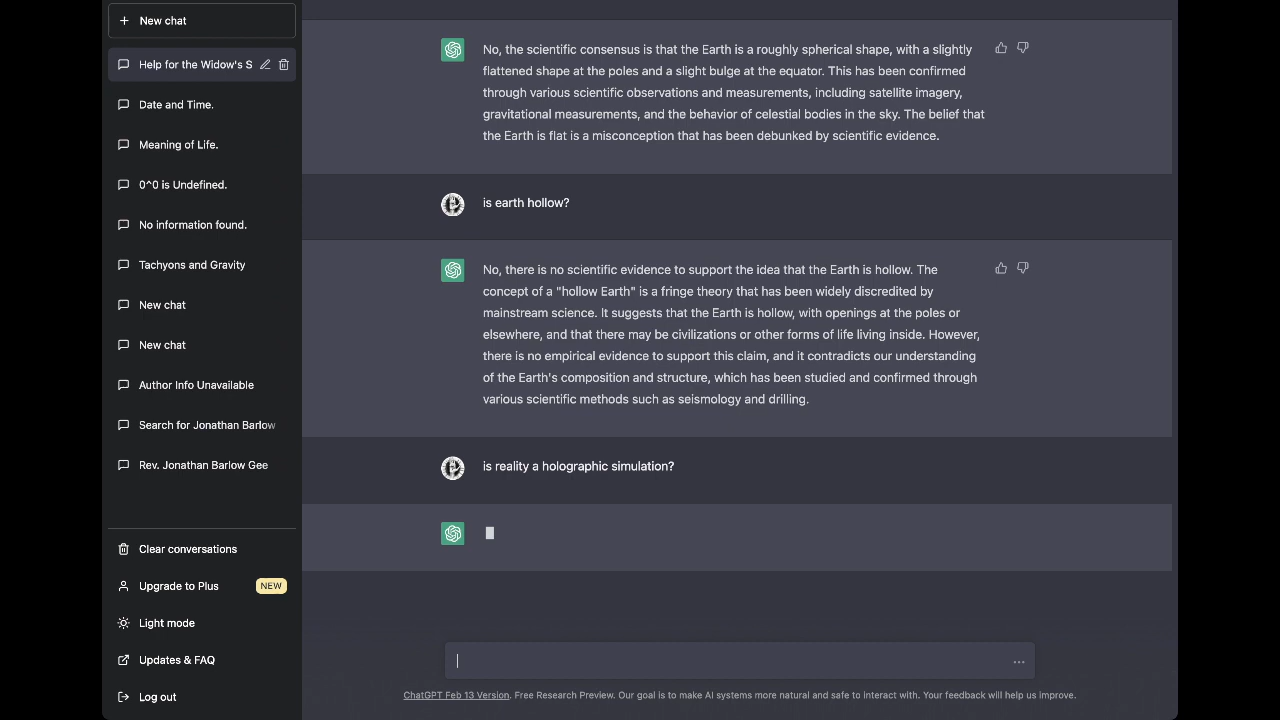 New chat
Help for the Widow's S
Date and Time.
Meaning of Life.
0^0 is Undefined.
No information found.
Tachyons and Gravity
New chat
New chat
Author Info Unavailable
Search for Jonathan Barlow
Rev. Jonathan Barlow Gee
Clear conversations
Upgrade to Plus NEW
Light mode
Updates & FAQ
Log out
No, the scientific consensus is that the Earth is a roughly spherical shape, with a slightly
flattened shape at the poles and a slight bulge at the equator. This has been confirmed
through various scientific observations and measurements, including satellite imagery,
gravitational measurements, and the behavior of celestial bodies in the sky. The belief that
the Earth is flat is a misconception that has been debunked by scientific evidence.
is earth hollow?
No, there is no scientific evidence to support the idea that the Earth is hollow. The
concept of a "hollow Earth" is a fringe theory that has been widely discredited by
mainstream science. It suggests that the Earth is hollow, with openings at the poles or
elsewhere, and that there may be civilizations or other forms of life living inside. However,
there is no empirical evidence to support this claim, and it contradicts our understanding
of the Earth's composition and structure, which has been studied and confirmed through
various scientific methods such as seismology and drilling.
is reality a holographic simulation?
ChatGPT Feb 13 Version. Free Research Preview. Our goal is to make AI systems more natural and safe to interact with. Your feedback will help us improve.